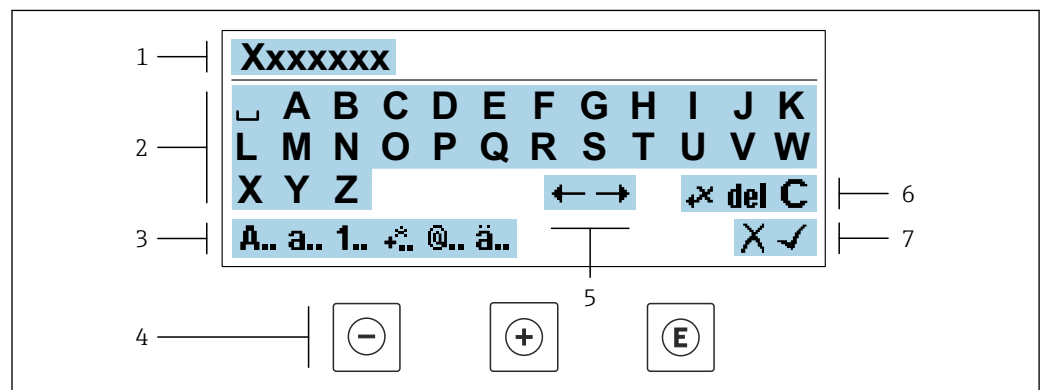 1 Xxxxxxx
␣ A B C D E F G H I J K
2 L M N O P Q R S T U V W
X Y Z ←→ ₊× del C 6
3 A.. a.. 1.. +*.. @.. ä.. X ✓ 7
5
4 − + E